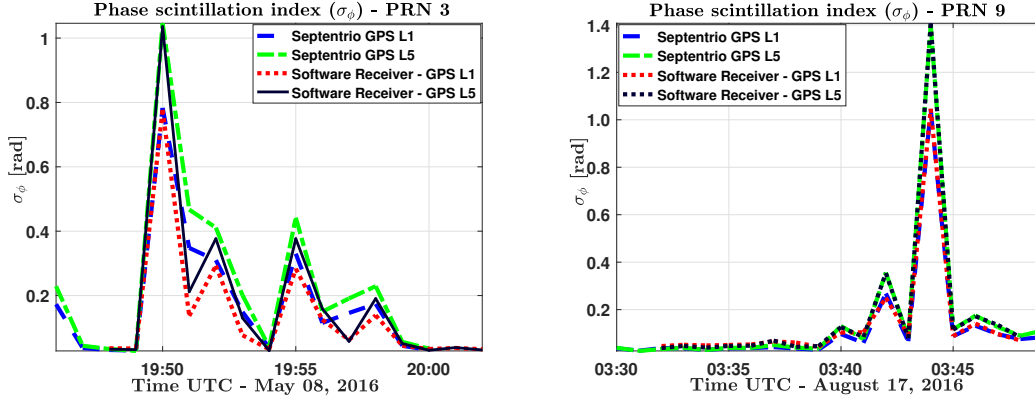 Phase scintillation index (σϕ) - PRN 3
Septentrio GPS L1
Septentrio GPS L5
Software Receiver - GPS L1
Software Receiver - GPS L5
σϕ [rad]
1
0.8
0.6
0.4
0.2
19:50
19:55
20:00
Time UTC - May 08, 2016
Phase scintillation index (σϕ) - PRN 9
Septentrio GPS L1
Septentrio GPS L5
Software Receiver - GPS L1
Software Receiver - GPS L5
σϕ [rad]
1.4
1.2
1.0
0.8
0.6
0.4
0.2
03:30
03:35
03:40
03:45
Time UTC - August 17, 2016